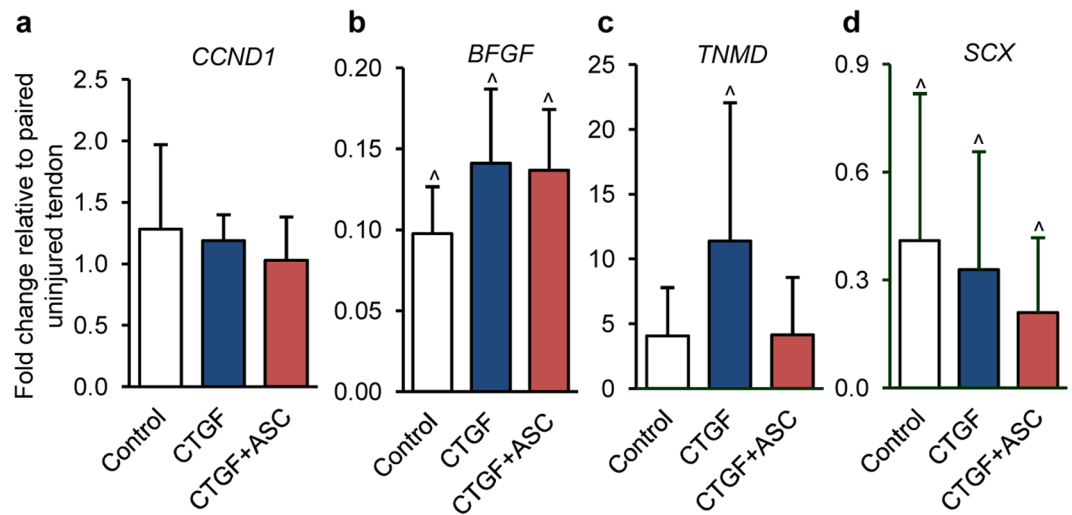 a
CCND1
Fold change relative to paired
uninjured tendon
2.5
2.0
1.5
1.0
0.5
0.0
Control
CTGF
CTGF+ASC
b
BFGF
0.20
0.15
0.10
0.05
0.00
^
^
^
Control
CTGF
CTGF+ASC
c
TNMD
25
20
15
10
5
0
^
Control
CTGF
CTGF+ASC
d
SCX
0.9
0.6
0.3
0.0
^
^
^
Control
CTGF
CTGF+ASC